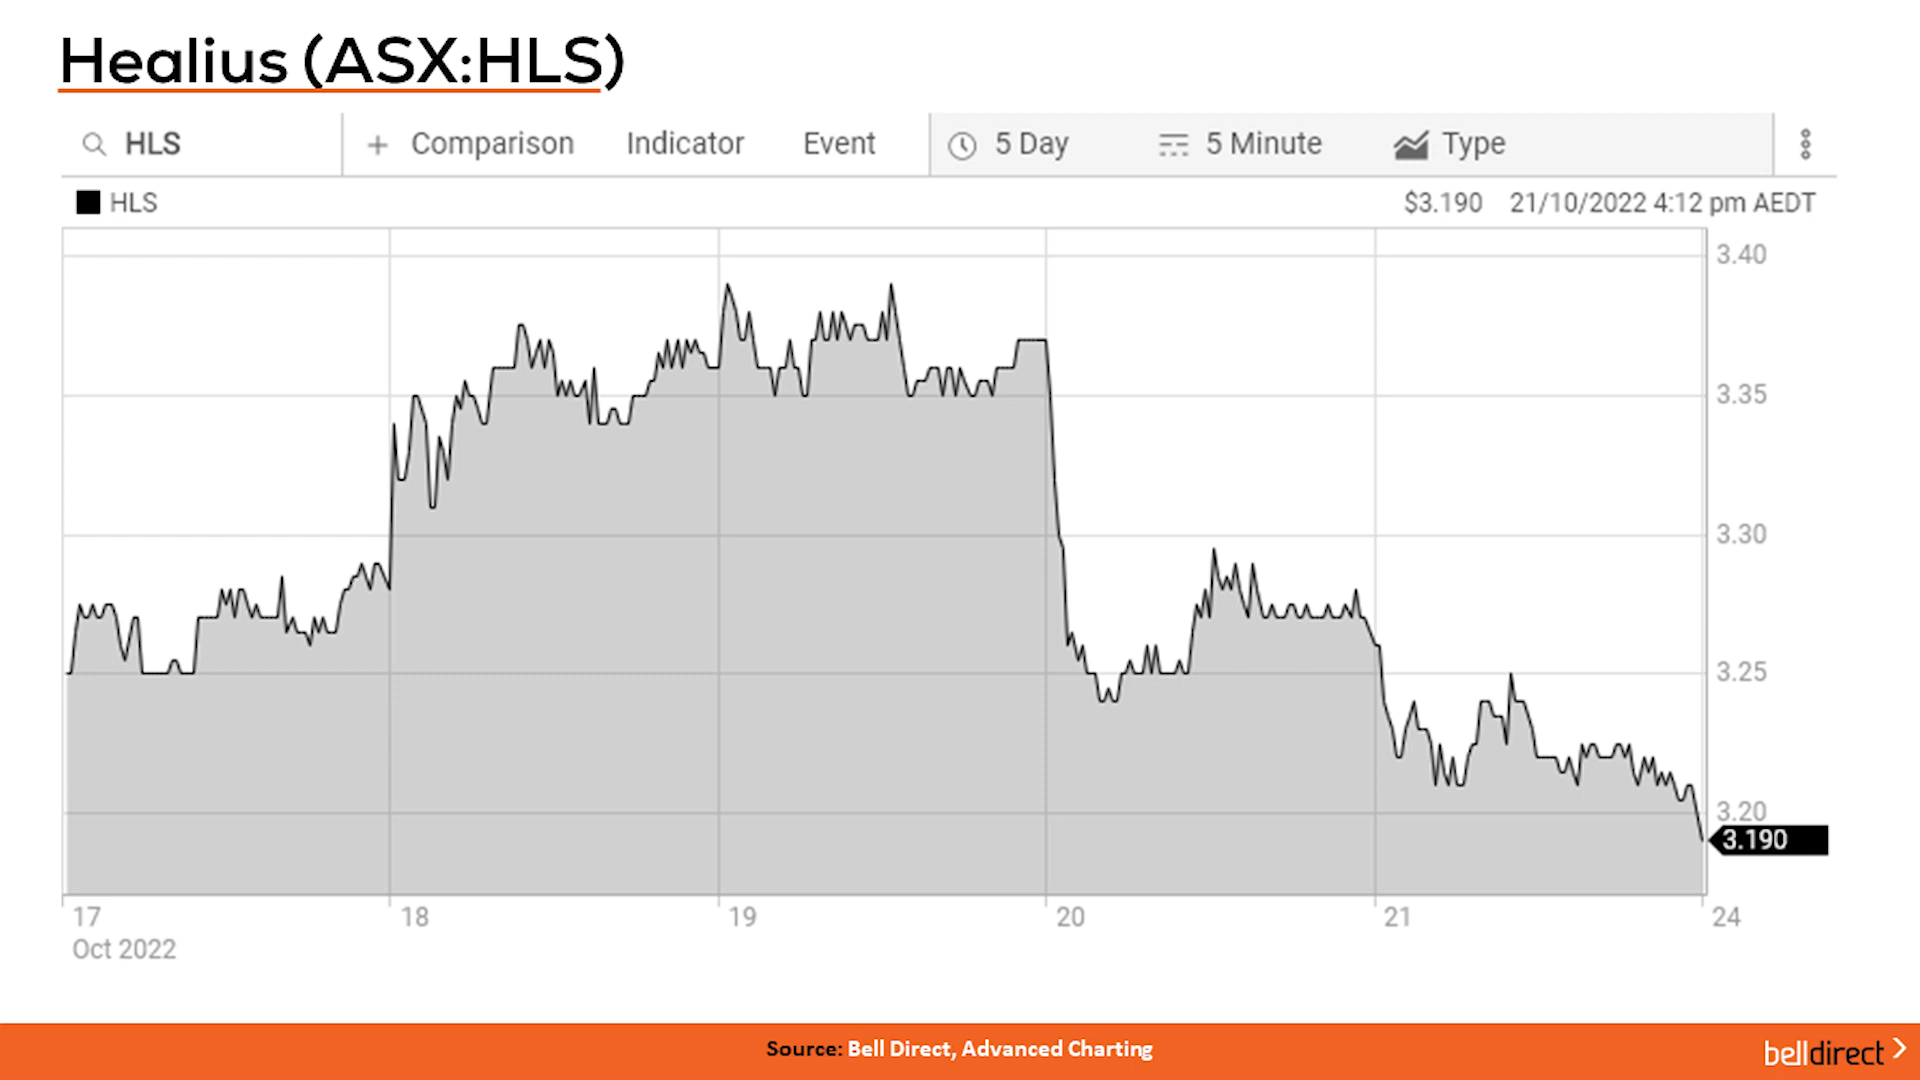 Healius (ASX:HLS)
HLS + Comparison Indicator Event 5 Day 5 Minute Type
HLS $3.190 21/10/2022 4:12 pm AEDT
3.40
3.35
3.30
3.25
3.20
3.190
17 18 19 20 21 24
Oct 2022
Source: Bell Direct, Advanced Charting
belldirect